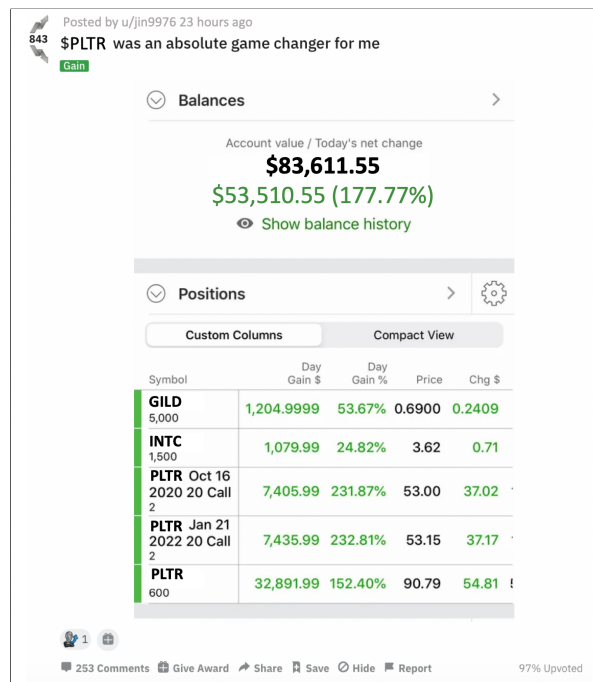 Posted by u/jin9976 23 hours ago
843
$PLTR was an absolute game changer for me
Gain
Balances
Account value / Today's net change
$83,611.55
$53,510.55 (177.77%)
Show balance history
Positions
Custom Columns Compact View
Symbol Day Gain $ Day Gain % Price Chg $
GILD 1,204.9999 53.67% 0.6900 0.2409
5,000
INTC 1,079.99 24.82% 3.62 0.71
1,500
PLTR Oct 16
2020 20 Call 7,405.99 231.87% 53.00 37.02
2
PLTR Jan 21
2022 20 Call 7,435.99 232.81% 53.15 37.17
2
PLTR 32,891.99 152.40% 90.79 54.81
600
1
253 Comments Give Award Share Save Hide Report 97% Upvoted